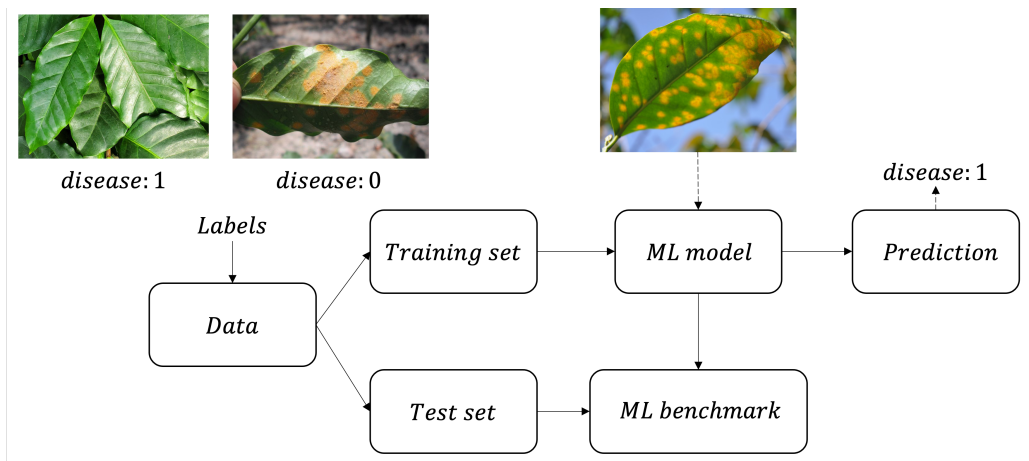 disease: 1
disease: 0
disease: 1
Labels
Training set
ML model
Prediction
Data
Test set
ML benchmark